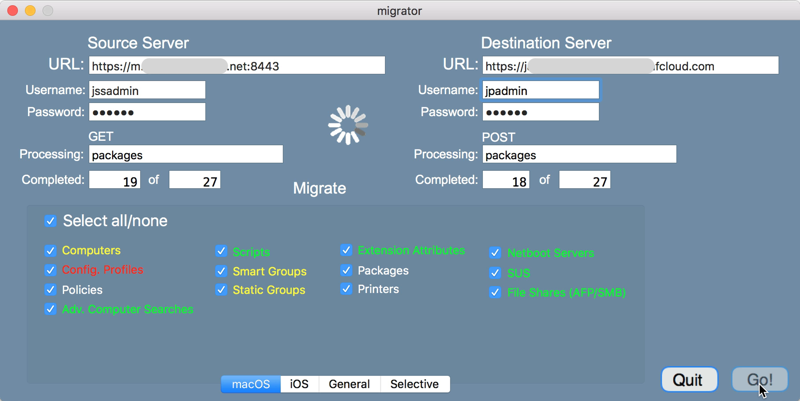 migrator
Source Server
Destination Server
URL: https://m. .net:8443
URL: https://j fcloud.com
Username: jssadmin
Username: jpadmin
Password: ●●●●●●
Password: ●●●●●●
GET
POST
Processing: packages
Processing: packages
Completed: 19 of 27
Completed: 18 of 27
Migrate
Select all/none
Computers
Scripts
Extension Attributes
Netboot Servers
Config. Profiles
Smart Groups
Packages
SUS
Policies
Static Groups
Printers
File Shares (AFP/SMB)
Adv. Computer Searches
macOS
iOS
General
Selective
Quit
Go!